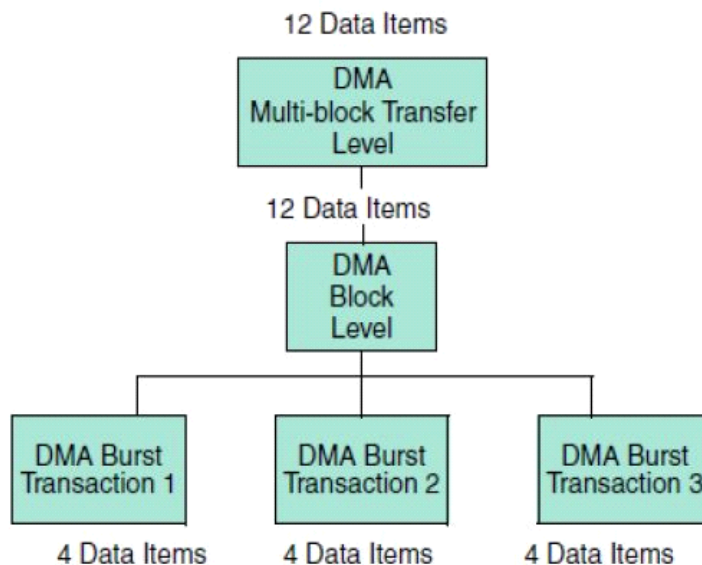 12 Data Items
DMA
Multi-block Transfer
Level
12 Data Items
DMA
Block
Level
DMA Burst
Transaction 1
DMA Burst
Transaction 2
DMA Burst
Transaction 3
4 Data Items
4 Data Items
4 Data Items